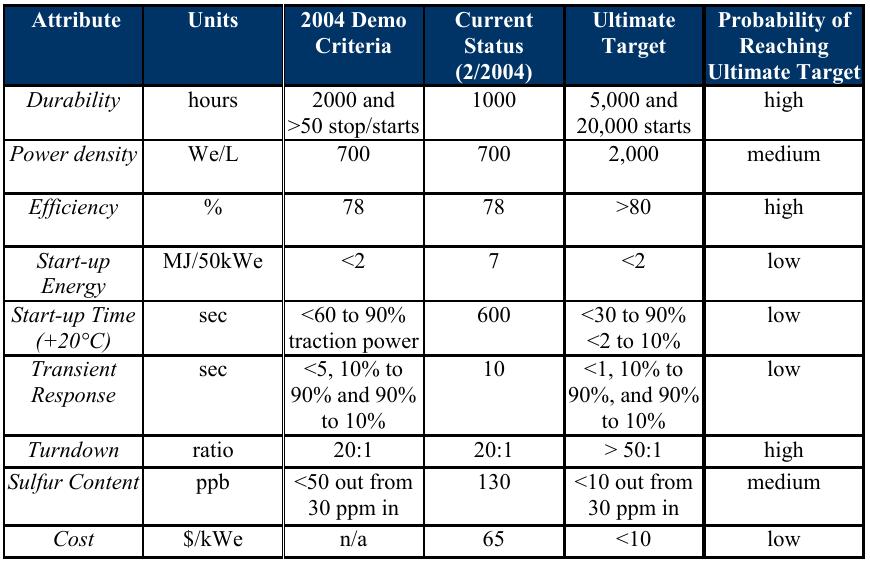 Attribute Units 2004 Demo Current Ultimate Probability of
Criteria Status Target Reaching
(2/2004) Ultimate Target
Durability hours 2000 and 1000 5,000 and high
>50 stop/starts 20,000 starts
Power density We/L 700 700 2,000 medium
Efficiency % 78 78 >80 high
Start-up MJ/50kWe <2 7 <2 low
Energy
Start-up Time sec <60 to 90% 600 <30 to 90% low
(+20°C) traction power <2 to 10%
Transient sec <5, 10% to 10 <1, 10% to low
Response 90% and 90% 90%, and 90%
to 10% to 10%
Turndown ratio 20:1 20:1 > 50:1 high
Sulfur Content ppb <50 out from 130 <10 out from medium
30 ppm in 30 ppm in
Cost $/kWe n/a 65 <10 low